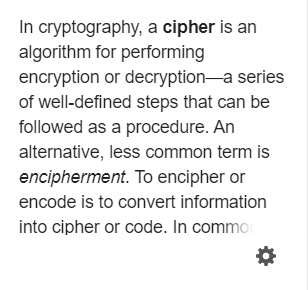 In cryptography, a cipher is an
algorithm for performing
encryption or decryption—a series
of well-defined steps that can be
followed as a procedure. An
alternative, less common term is
encipherment. To encipher or
encode is to convert information
into cipher or code. In commo